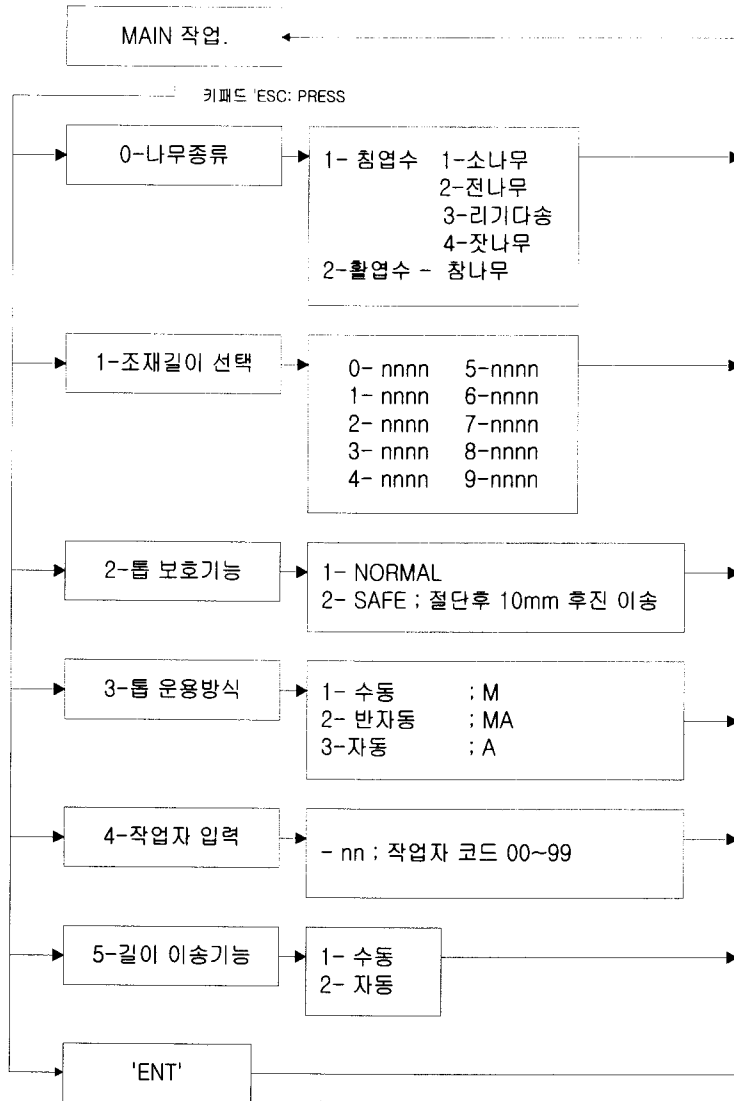 MAIN 작업.
키패드 'ESC: PRESS
0-나무종류
1- 침엽수 1-소나무
2-전나무
3-리기다송
4-잣나무
2-활엽수 - 참나무
1-조재길이 선택
0- nnnn 5-nnnn
1- nnnn 6-nnnn
2- nnnn 7-nnnn
3- nnnn 8-nnnn
4- nnnn 9-nnnn
2-톱 보호기능
1- NORMAL
2- SAFE ; 절단후 10mm 후진 이송
3-톱 운용방식
1- 수동 ; M
2- 반자동 ; MA
3-자동 ; A
4-작업자 입력
- nn ; 작업자 코드 00~99
5-길이 이송기능
1- 수동
2- 자동
'ENT'